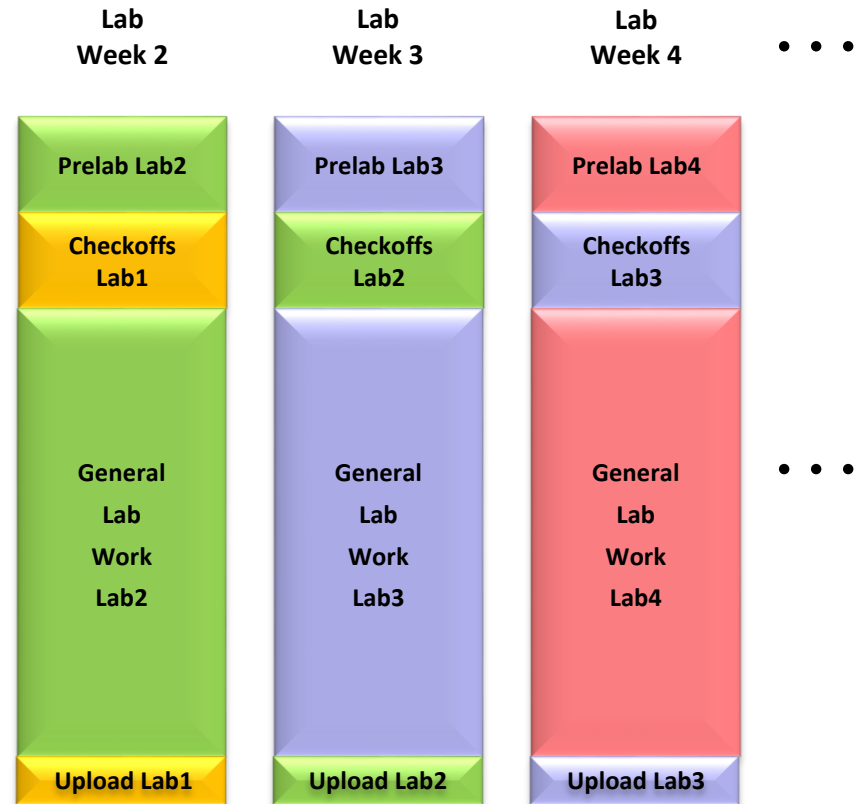 Lab
Week 2
Lab
Week 3
Lab
Week 4
• • •
Prelab Lab2
Prelab Lab3
Prelab Lab4
Checkoffs
Lab1
Checkoffs
Lab2
Checkoffs
Lab3
General
Lab
Work
Lab2
General
Lab
Work
Lab3
General
Lab
Work
Lab4
• • •
Upload Lab1
Upload Lab2
Upload Lab3